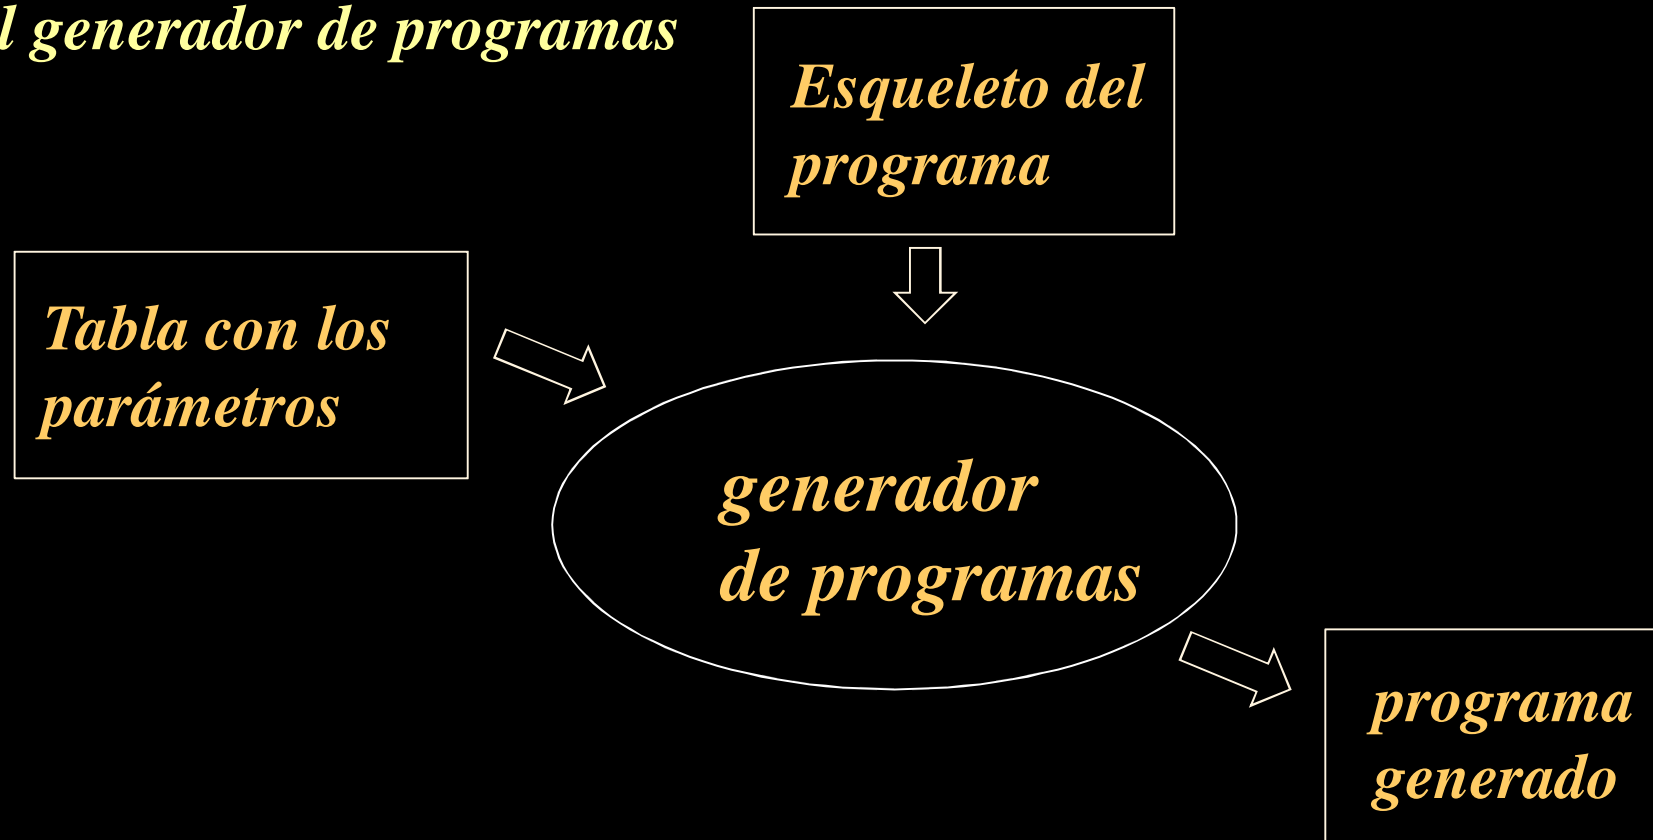 l generador de programas
Esqueleto del
programa
Tabla con los
parámetros
generador
de programas
programa
generado